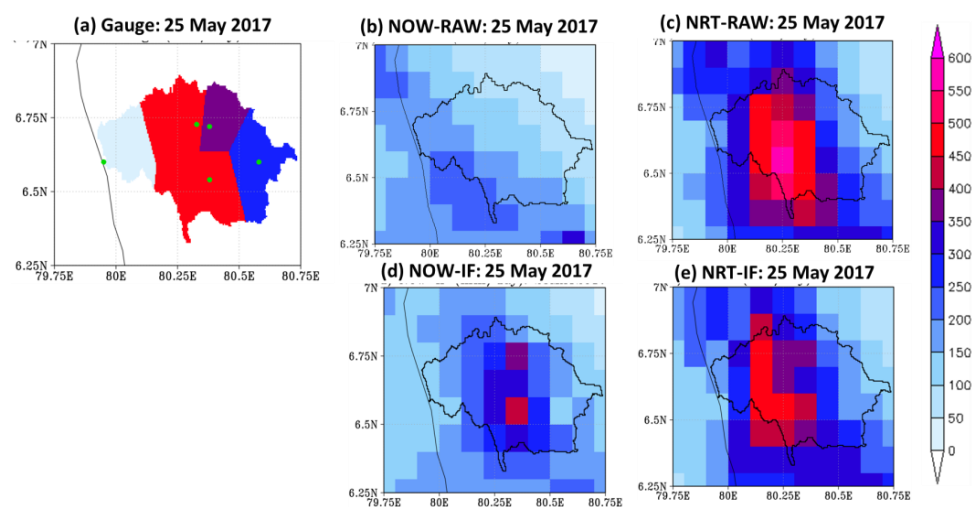 (a) Gauge: 25 May 2017
7N
6.75N
6.5N
6.25N
79.75E 80E 80.25E 80.5E 80.75E
(b) NOW-RAW: 25 May 2017
7N
6.75N
6.5N
6.25N
79.75E 80E 80.25E 80.5E 80.75E
(c) NRT-RAW: 25 May 2017
7N
6.75N
6.5N
6.25N
79.75E 80E 80.25E 80.5E 80.75E
600
550
500
450
400
350
300
250
200
150
100
50
0
(d) NOW-IF: 25 May 2017
7N
6.75N
6.5N
6.25N
79.75E 80E 80.25E 80.5E 80.75E
(e) NRT-IF: 25 May 2017
7N
6.75N
6.5N
6.25N
79.75E 80E 80.25E 80.5E 80.75E